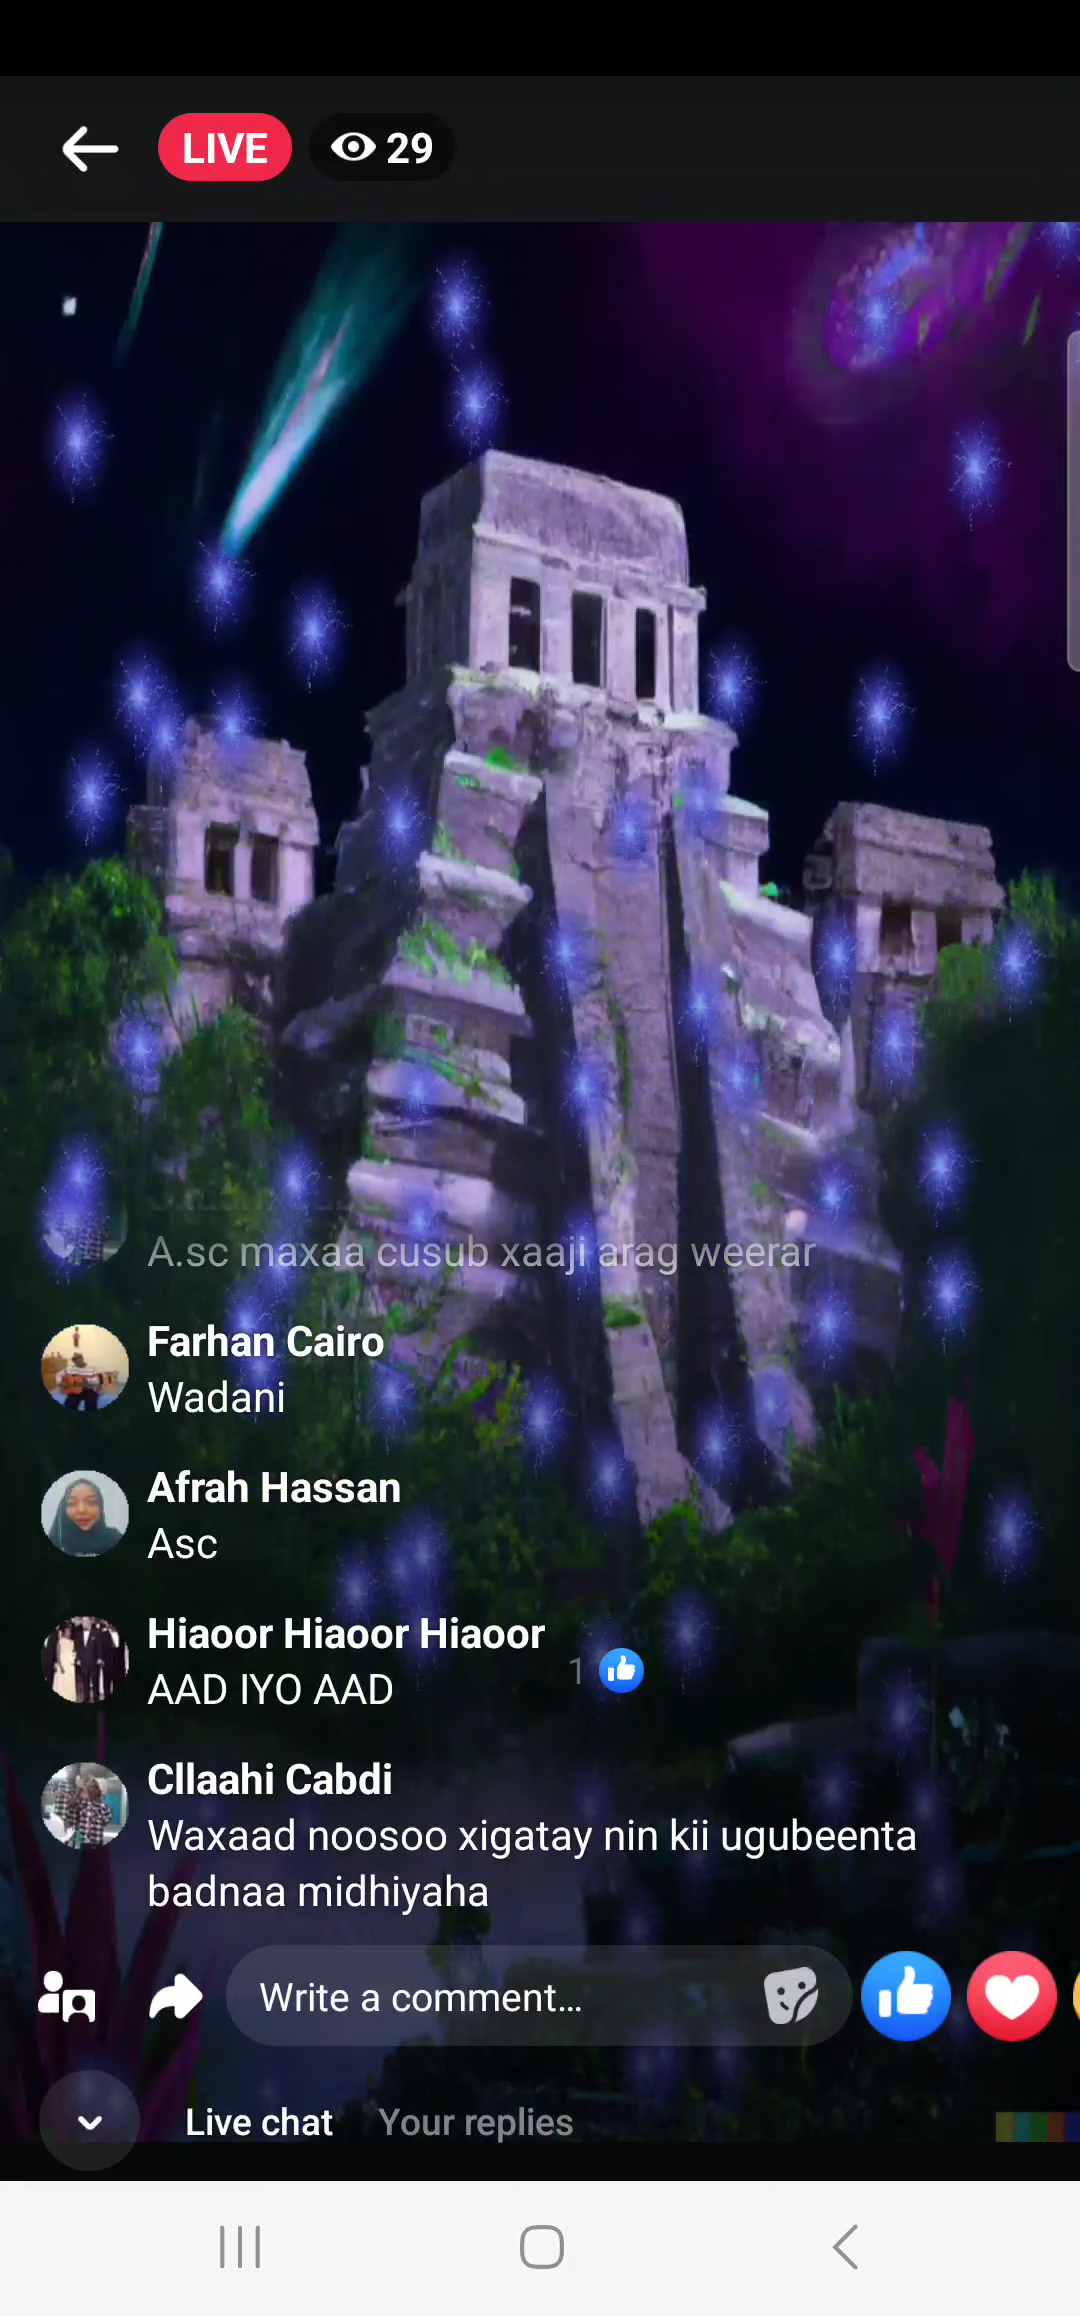 LIVE
29
A.sc maxaa cusub xaaji arag weerar
Farhan Cairo
Wadani
Afrah Hassan
Asc
Hiaoor Hiaoor Hiaoor
AAD IYO AAD
1
Cllaahi Cabdi
Waxaad noosoo xigatay nin kii ugubeenta
badnaa midhiyaha
Write a comment...
Live chat
Your replies